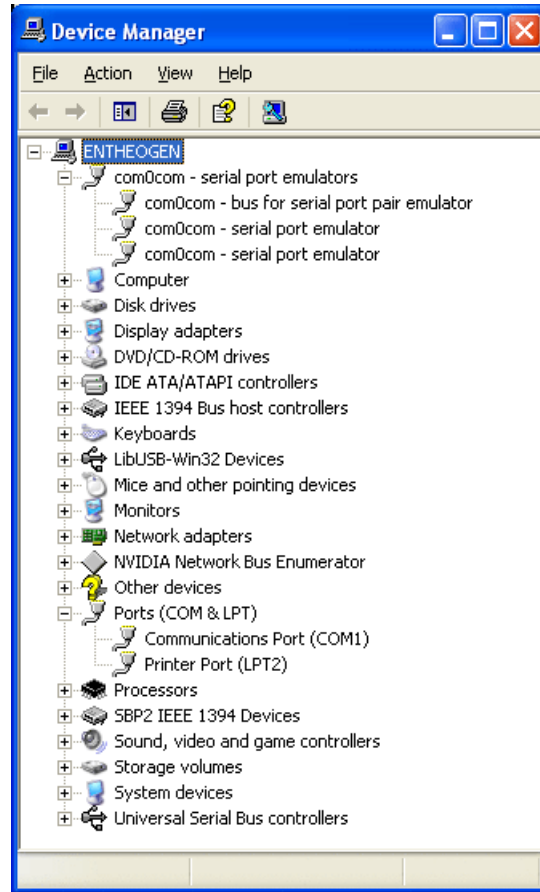 Device Manager
File Action View Help
ENTHEOGEN
com0com - serial port emulators
com0com - bus for serial port pair emulator
com0com - serial port emulator
com0com - serial port emulator
Computer
Disk drives
Display adapters
DVD/CD-ROM drives
IDE ATA/ATAPI controllers
IEEE 1394 Bus host controllers
Keyboards
LibUSB-Win32 Devices
Mice and other pointing devices
Monitors
Network adapters
NVIDIA Network Bus Enumerator
Other devices
Ports (COM & LPT)
Communications Port (COM1)
Printer Port (LPT2)
Processors
SBP2 IEEE 1394 Devices
Sound, video and game controllers
Storage volumes
System devices
Universal Serial Bus controllers